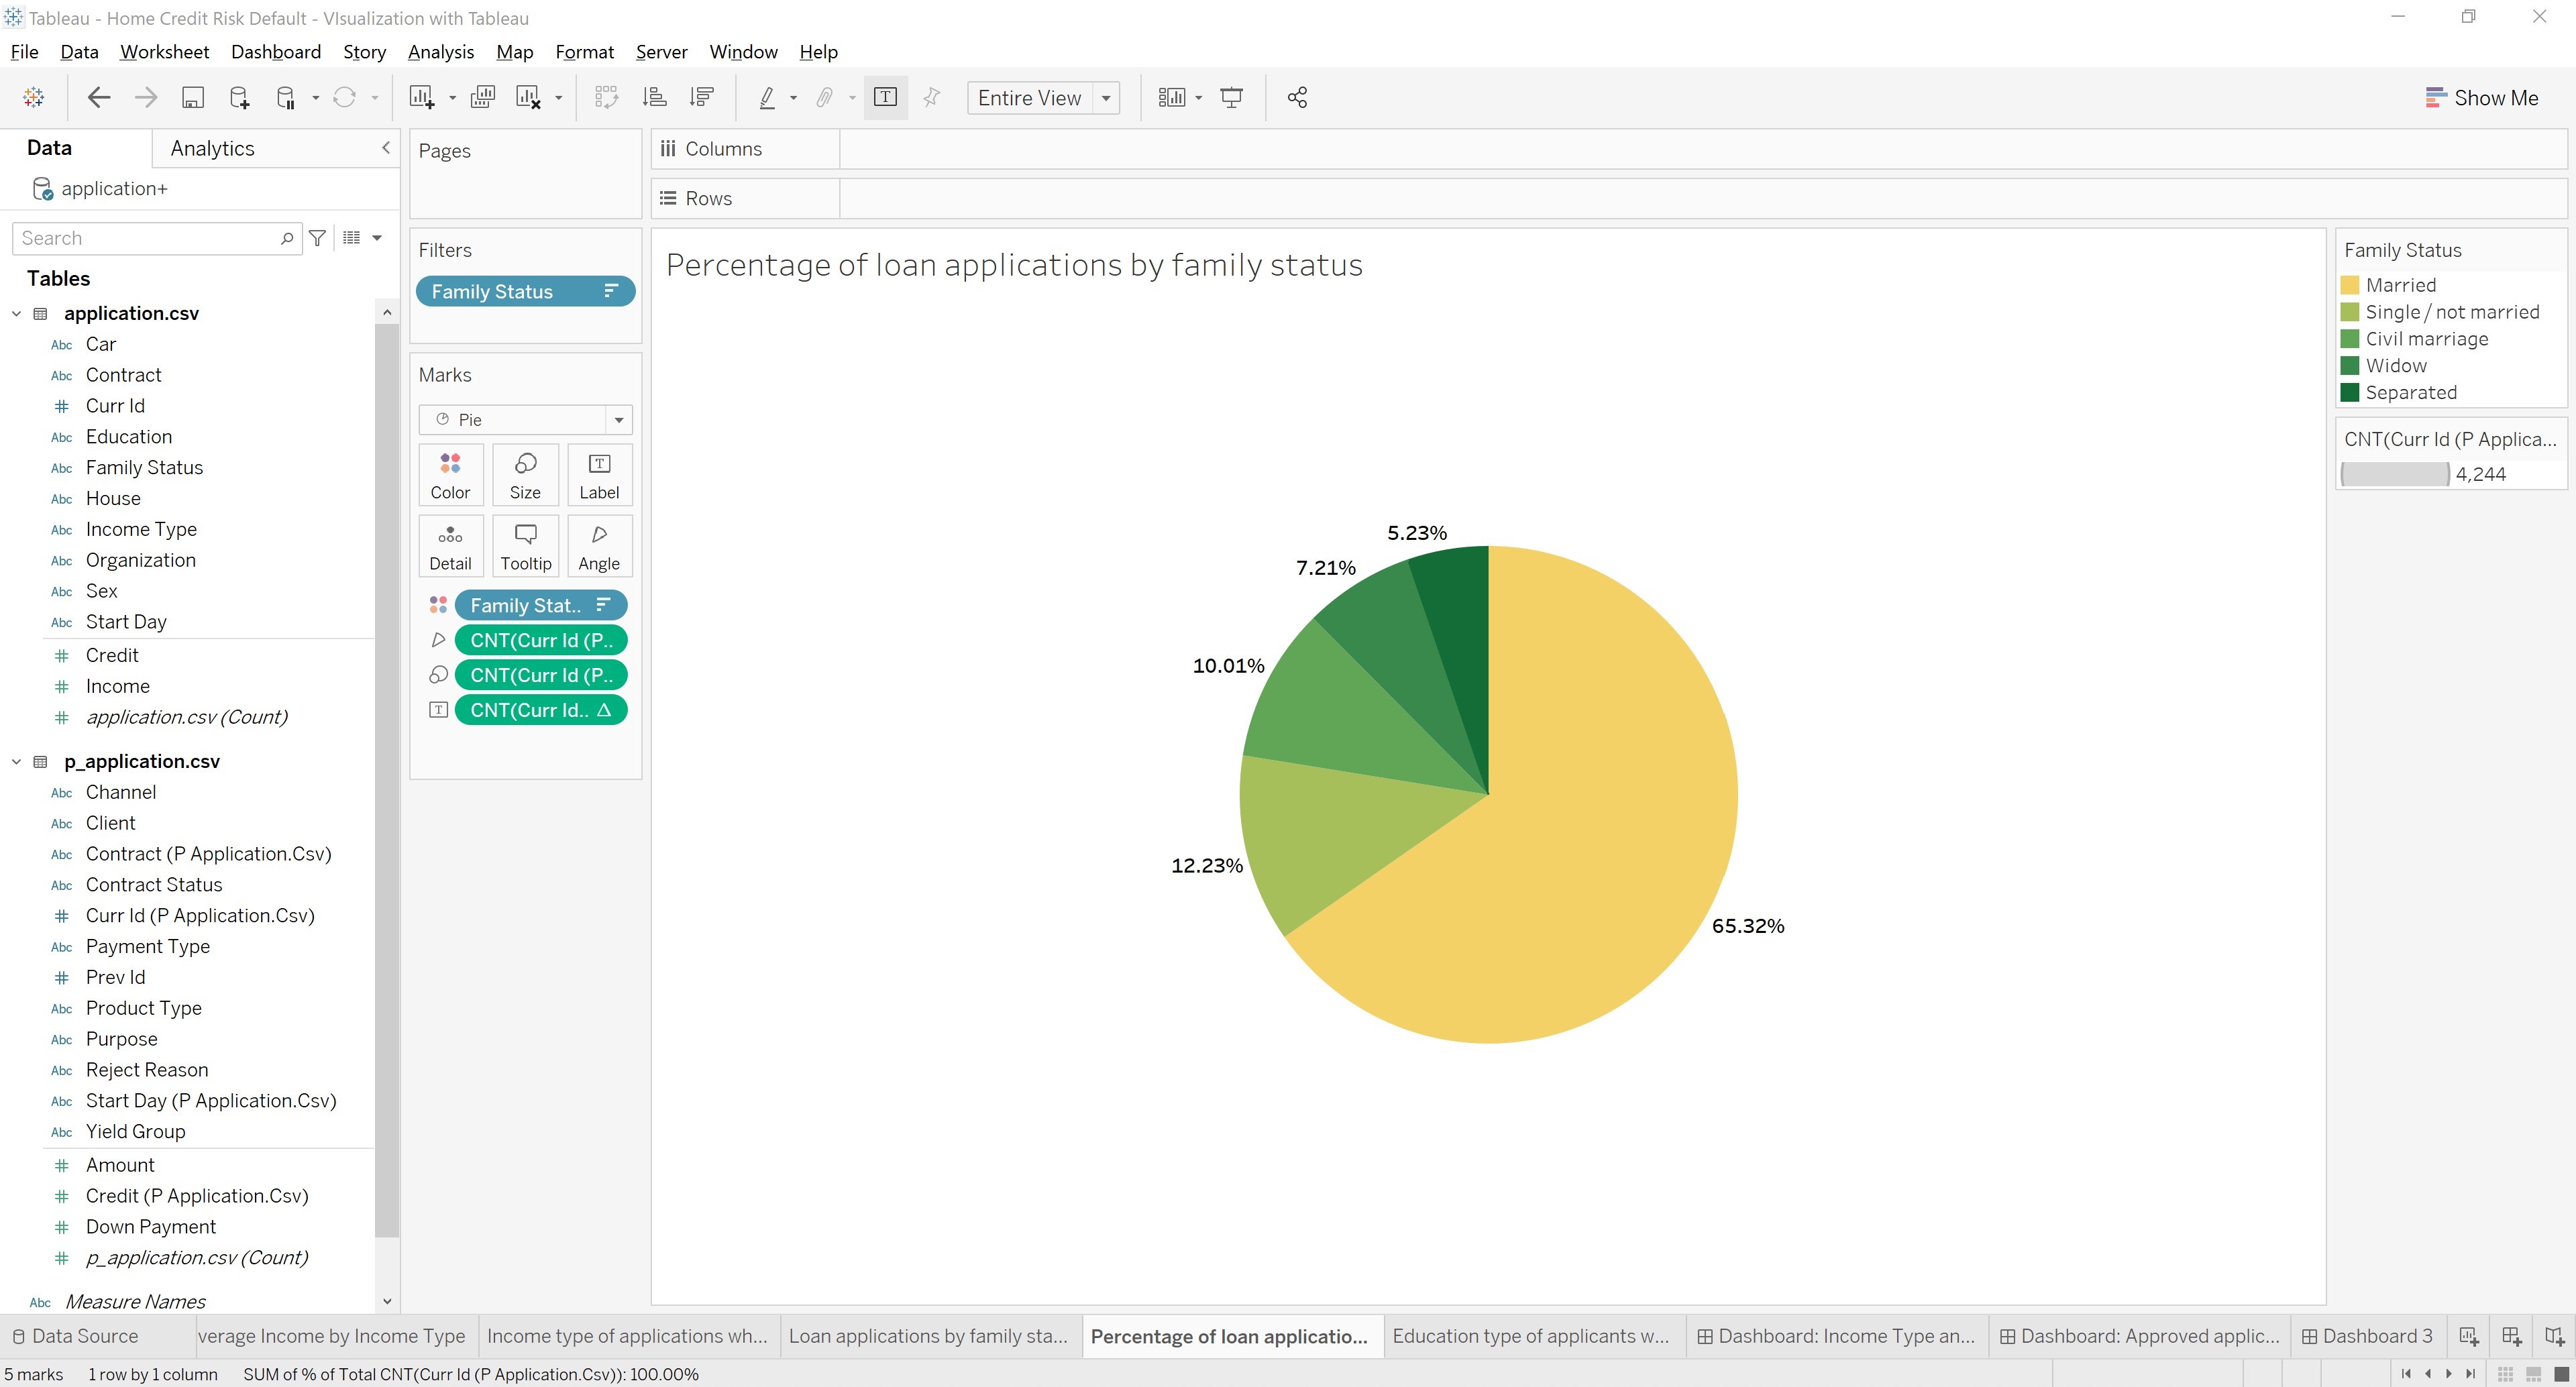 Tableau - Home Credit Risk Default - VIsualization with Tableau
File Data Worksheet Dashboard Story Analysis Map Format Server Window Help
Entire View
Show Me
Data Analytics
application+
Search
Tables
application.csv
Abc Car
Abc Contract
# Curr Id
Abc Education
Abc Family Status
Abc House
Abc Income Type
Abc Organization
Abc Sex
Abc Start Day
# Credit
# Income
# application.csv (Count)
p_application.csv
Abc Channel
Abc Client
Abc Contract (P Application.Csv)
Abc Contract Status
# Curr Id (P Application.Csv)
Abc Payment Type
# Prev Id
Abc Product Type
Abc Purpose
Abc Reject Reason
Abc Start Day (P Application.Csv)
Abc Yield Group
# Amount
# Credit (P Application.Csv)
# Down Payment
# p_application.csv (Count)
Abc Measure Names
Pages
Filters
Family Status
Marks
Pie
Color Size Label
Detail Tooltip Angle
Family Stat..
CNT(Curr Id (P..
CNT(Curr Id (P..
CNT(Curr Id.. Δ
Columns
Rows
Percentage of loan applications by family status
5.23%
7.21%
10.01%
12.23%
65.32%
Family Status
Married
Single / not married
Civil marriage
Widow
Separated
CNT(Curr Id (P Applica...
4,244
Data Source verage Income by Income Type Income type of applications wh... Loan applications by family sta... Percentage of loan applicatio... Education type of applicants w... Dashboard: Income Type an... Dashboard: Approved applic... Dashboard 3
5 marks 1 row by 1 column SUM of % of Total CNT(Curr Id (P Application.Csv)): 100.00%